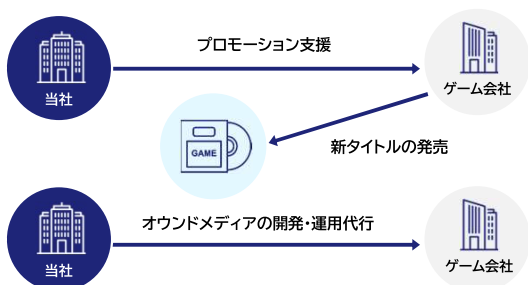 プロモーション支援
当社
ゲーム会社
GAME
新タイトルの発売
オウンドメディアの開発・運用代行
当社
ゲーム会社